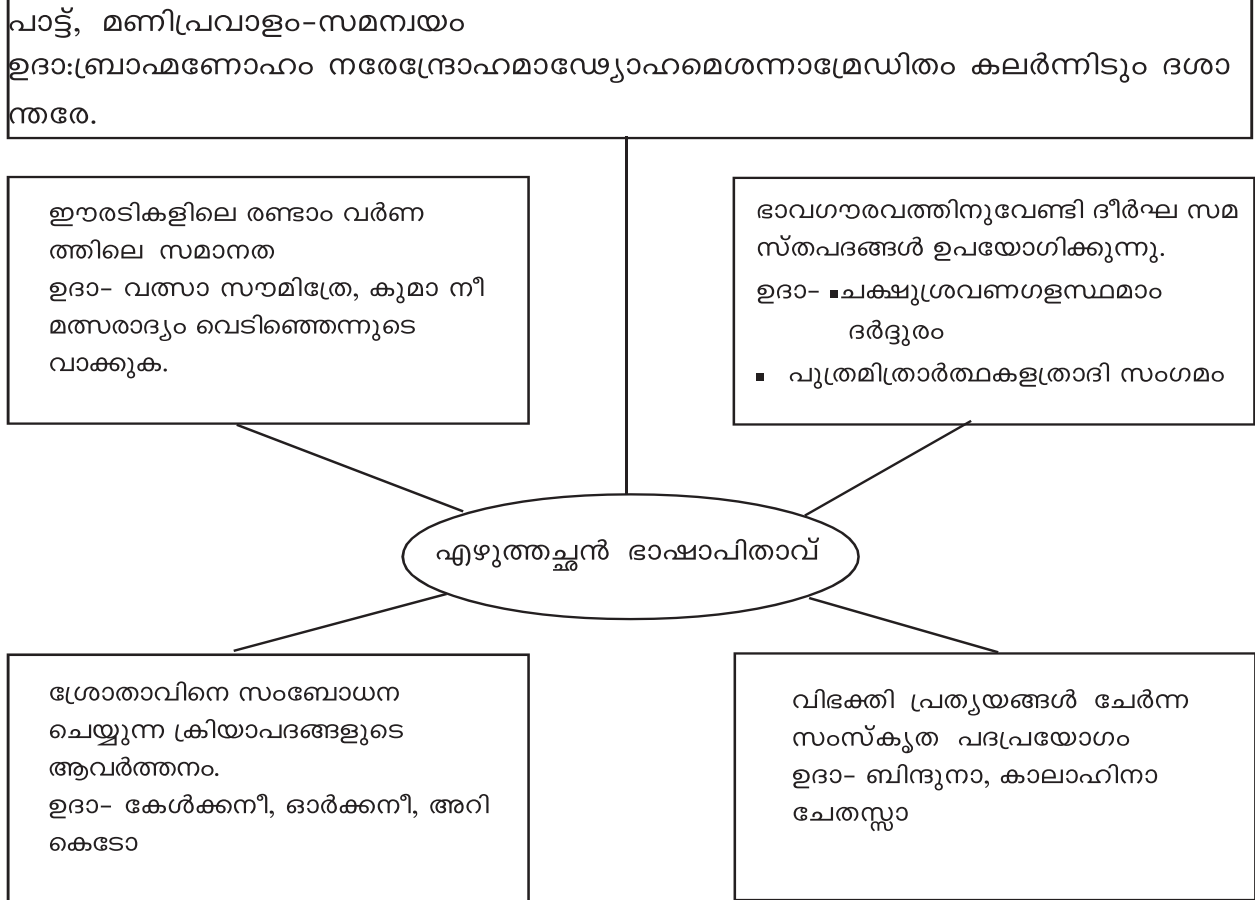 പാട്ട്, മണിപ്രവാളം-സമന്വയം
ഉദാ:ബ്രാഹ്മണോഹം നരേന്ദ്രോഹമാഢ്യോഹമെശന്നാമ്രേഡിതം കലർന്നിടും ദശാ
ന്തരേ.
ഈരടികളിലെ രണ്ടാം വർണ
ത്തിലെ സമാനത
ഉദാ- വത്സാ സൗമിത്രേ, കുമാ നീ
മത്സരാദ്യം വെടിഞ്ഞെന്നുടെ
വാക്കുക.
ഭാവഗൗരവത്തിനുവേണ്ടി ദീർഘ സമ
സ്തപദങ്ങൾ ഉപയോഗിക്കുന്നു.
ഉദാ- ▪ചക്ഷുശ്രവണഗളസ്ഥമാം
ദർദ്ദുരം
▪ പുത്രമിത്രാർത്ഥകളത്രാദി സംഗമം
എഴുത്തച്ഛൻ ഭാഷാപിതാവ്
ശ്രോതാവിനെ സംബോധന
ചെയ്യുന്ന ക്രിയാപദങ്ങളുടെ
ആവർത്തനം.
ഉദാ- കേൾക്കനീ, ഓർക്കനീ, അറി
കെടോ
വിഭക്തി പ്രത്യയങ്ങൾ ചേർന്ന
സംസ്കൃത പദപ്രയോഗം
ഉദാ- ബിന്ദുനാ, കാലാഹിനാ
ചേതസ്സാ